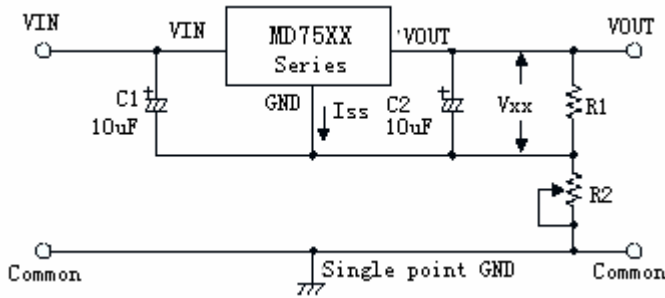 VIN
VIN
MD75XX
Series
VOUT
VOUT
C1
10uF
GND
Iss
C2
10uF
Vxx
R1
R2
Common
Single point GND
Common